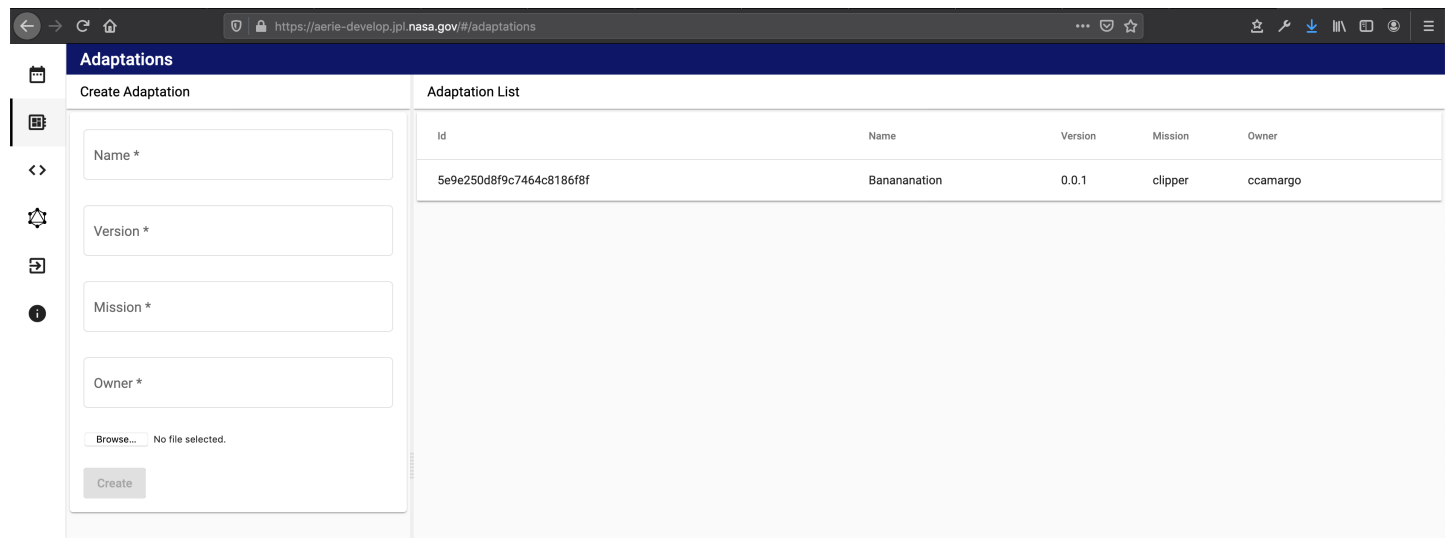 https://aerie-develop.jpl.nasa.gov/#/adaptations
Adaptations
Create Adaptation
Name *
Version *
Mission *
Owner *
Browse... No file selected.
Create
Adaptation List
Id Name Version Mission Owner
5e9e250d8f9c7464c8186f8f Banananation 0.0.1 clipper ccamargo